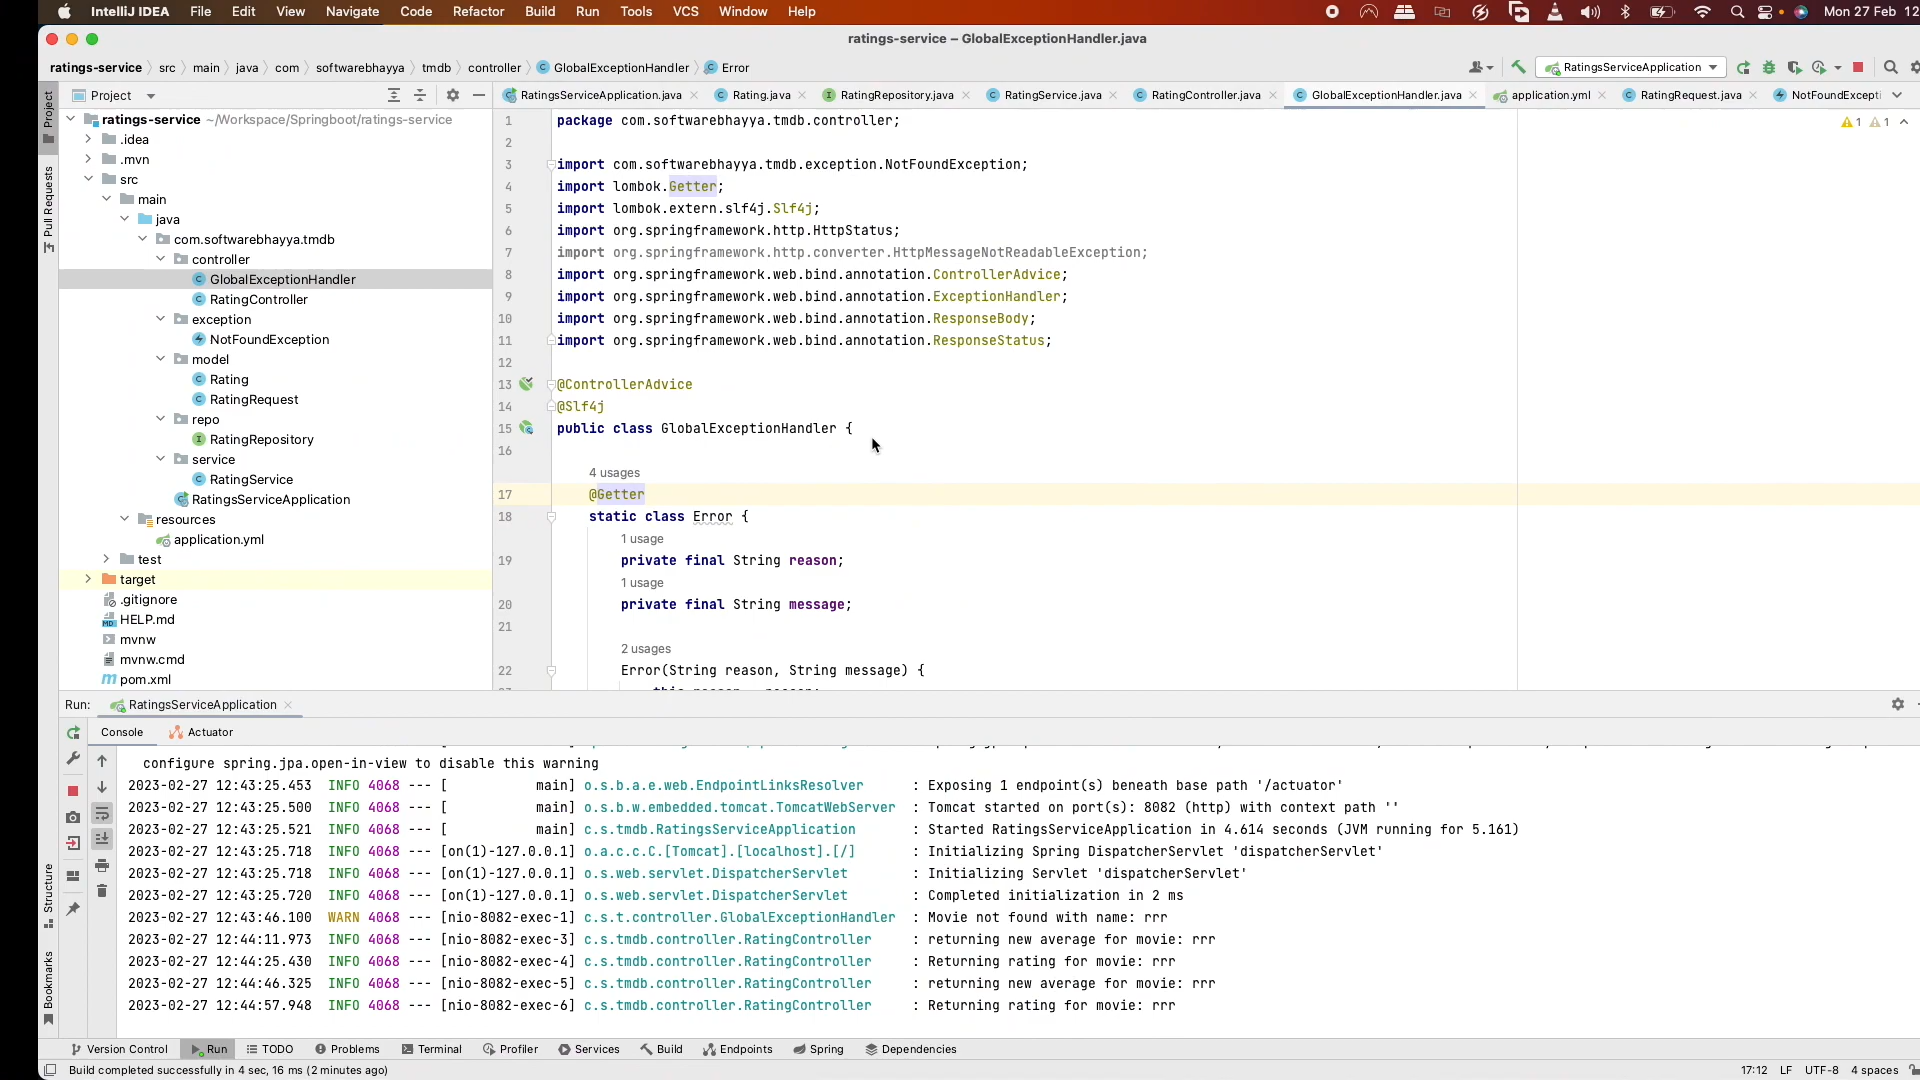 IntelliJ IDEA File Edit View Navigate Code Refactor Build Run Tools VCS Window Help Mon 27 Feb 12
ratings-service – GlobalExceptionHandler.java
ratings-service src main java com softwarebhayya tmdb controller GlobalExceptionHandler Error RatingsServiceApplication
Project RatingsServiceApplication.java Rating.java RatingRepository.java RatingService.java RatingController.java GlobalExceptionHandler.java application.yml RatingRequest.java NotFoundExcepti
Project
Pull Requests
Structure
Bookmarks
ratings-service ~/Workspace/Springboot/ratings-service
.idea
.mvn
src
main
java
com.softwarebhayya.tmdb
controller
GlobalExceptionHandler
RatingController
exception
NotFoundException
model
Rating
RatingRequest
repo
RatingRepository
service
RatingService
RatingsServiceApplication
resources
application.yml
test
target
.gitignore
HELP.md
mvnw
mvnw.cmd
pom.xml
1 package com.softwarebhayya.tmdb.controller;
1 1
2
3 import com.softwarebhayya.tmdb.exception.NotFoundException;
4 import lombok.Getter;
5 import lombok.extern.slf4j.Slf4j;
6 import org.springframework.http.HttpStatus;
7 import org.springframework.http.converter.HttpMessageNotReadableException;
8 import org.springframework.web.bind.annotation.ControllerAdvice;
9 import org.springframework.web.bind.annotation.ExceptionHandler;
10 import org.springframework.web.bind.annotation.ResponseBody;
11 import org.springframework.web.bind.annotation.ResponseStatus;
12
13 @ControllerAdvice
14 @Slf4j
15 public class GlobalExceptionHandler {
16
4 usages
17 @Getter
18 static class Error {
1 usage
19 private final String reason;
1 usage
20 private final String message;
21
2 usages
22 Error(String reason, String message) {
Run: RatingsServiceApplication
Console Actuator
configure spring.jpa.open-in-view to disable this warning
2023-02-27 12:43:25.453 INFO 4068 --- [ main] o.s.b.a.e.web.EndpointLinksResolver : Exposing 1 endpoint(s) beneath base path '/actuator'
2023-02-27 12:43:25.500 INFO 4068 --- [ main] o.s.b.w.embedded.tomcat.TomcatWebServer : Tomcat started on port(s): 8082 (http) with context path ''
2023-02-27 12:43:25.521 INFO 4068 --- [ main] c.s.tmdb.RatingsServiceApplication : Started RatingsServiceApplication in 4.614 seconds (JVM running for 5.161)
2023-02-27 12:43:25.718 INFO 4068 --- [on(1)-127.0.0.1] o.a.c.c.C.[Tomcat].[localhost].[/] : Initializing Spring DispatcherServlet 'dispatcherServlet'
2023-02-27 12:43:25.718 INFO 4068 --- [on(1)-127.0.0.1] o.s.web.servlet.DispatcherServlet : Initializing Servlet 'dispatcherServlet'
2023-02-27 12:43:25.720 INFO 4068 --- [on(1)-127.0.0.1] o.s.web.servlet.DispatcherServlet : Completed initialization in 2 ms
2023-02-27 12:43:46.100 WARN 4068 --- [nio-8082-exec-1] c.s.t.controller.GlobalExceptionHandler : Movie not found with name: rrr
2023-02-27 12:44:11.973 INFO 4068 --- [nio-8082-exec-3] c.s.tmdb.controller.RatingController : returning new average for movie: rrr
2023-02-27 12:44:25.430 INFO 4068 --- [nio-8082-exec-4] c.s.tmdb.controller.RatingController : Returning rating for movie: rrr
2023-02-27 12:44:46.325 INFO 4068 --- [nio-8082-exec-5] c.s.tmdb.controller.RatingController : returning new average for movie: rrr
2023-02-27 12:44:57.948 INFO 4068 --- [nio-8082-exec-6] c.s.tmdb.controller.RatingController : Returning rating for movie: rrr
Version Control Run TODO Problems Terminal Profiler Services Build Endpoints Spring Dependencies
Build completed successfully in 4 sec, 16 ms (2 minutes ago) 17:12 LF UTF-8 4 spaces